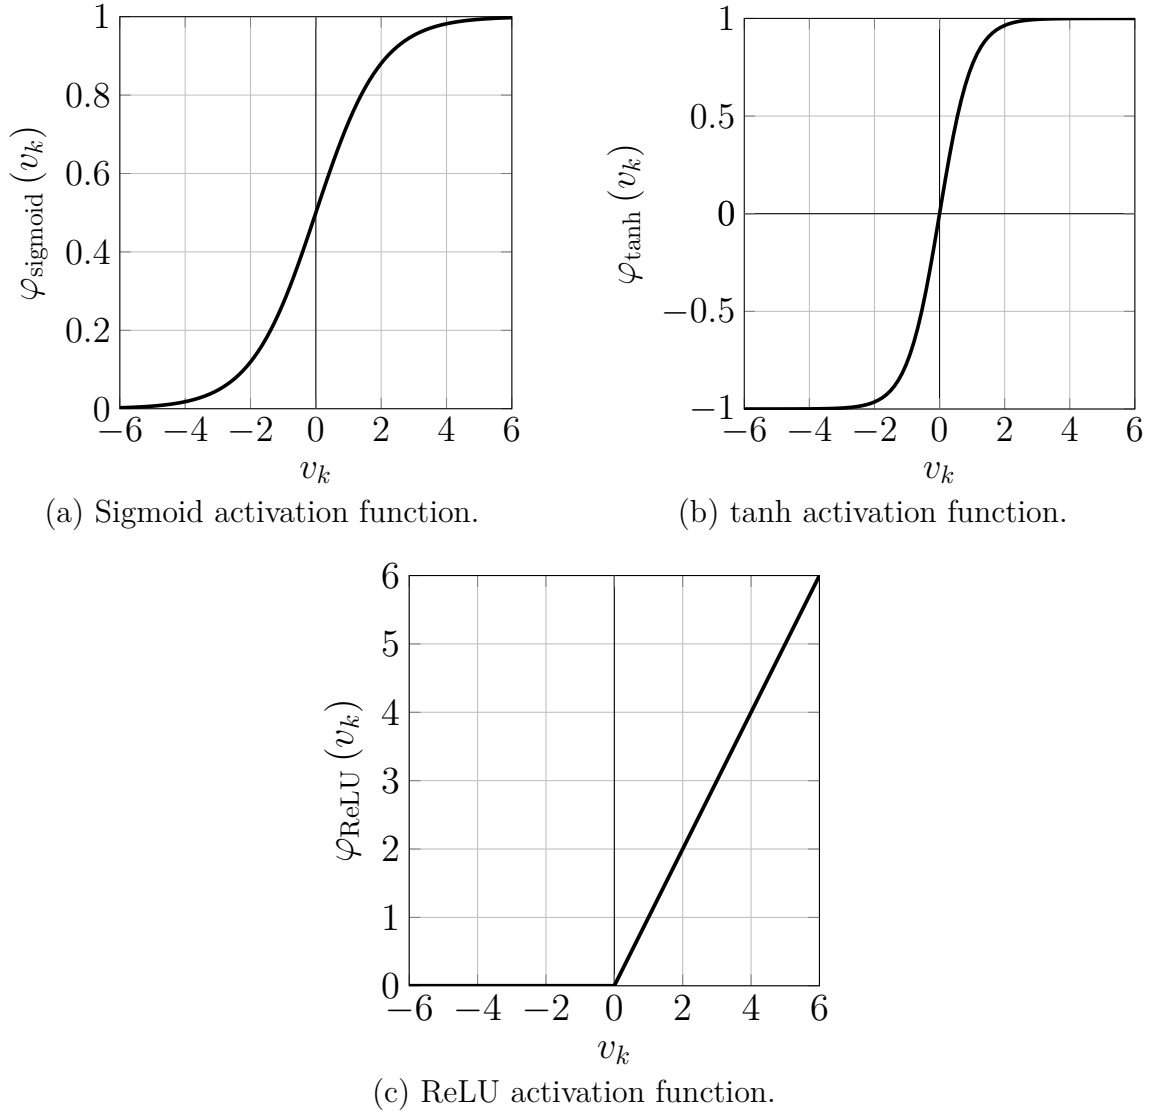 1
0.8
0.6
0.4
0.2
0
−6 −4 −2 0 2 4 6
φsigmoid (vk)
vk
(a) Sigmoid activation function.
1
0.5
0
−0.5
−1
−6 −4 −2 0 2 4 6
φtanh (vk)
vk
(b) tanh activation function.
6
5
4
3
2
1
0
−6 −4 −2 0 2 4 6
φReLU (vk)
vk
(c) ReLU activation function.